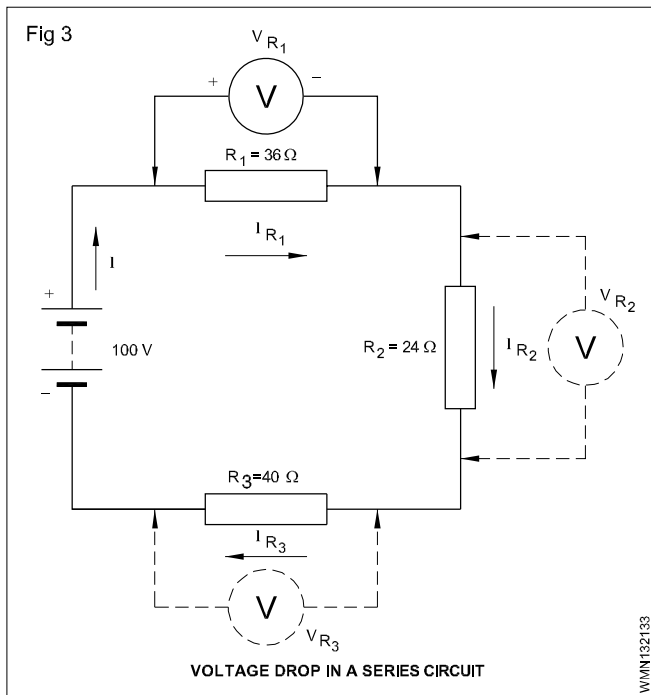 Fig 3
V R1
+ −
V
R1 = 36 Ω
I R1
I
+
100 V
−
R2 = 24 Ω
I R2
V R2
V
R3=40 Ω
I R3
V
VR3
VOLTAGE DROP IN A SERIES CIRCUIT
WMN132133